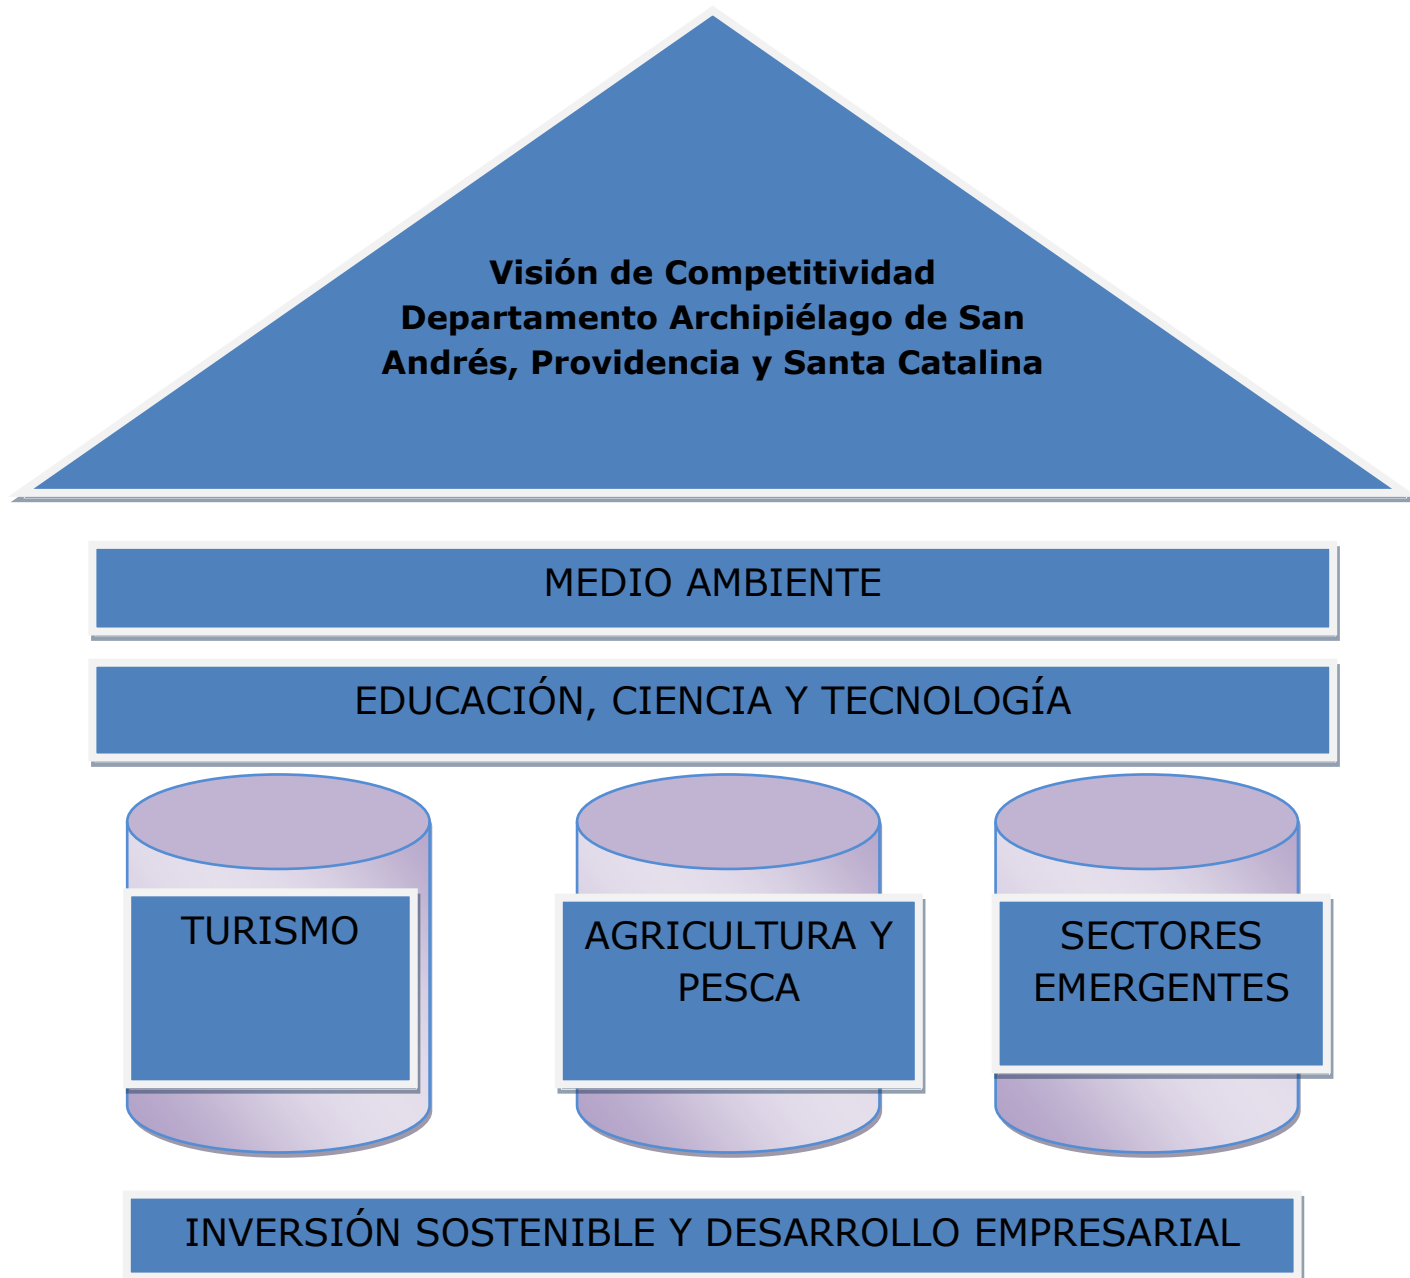 Visión de Competitividad
Departamento Archipiélago de San
Andrés, Providencia y Santa Catalina
MEDIO AMBIENTE
EDUCACIÓN, CIENCIA Y TECNOLOGÍA
TURISMO
AGRICULTURA Y
PESCA
SECTORES
EMERGENTES
INVERSIÓN SOSTENIBLE Y DESARROLLO EMPRESARIAL